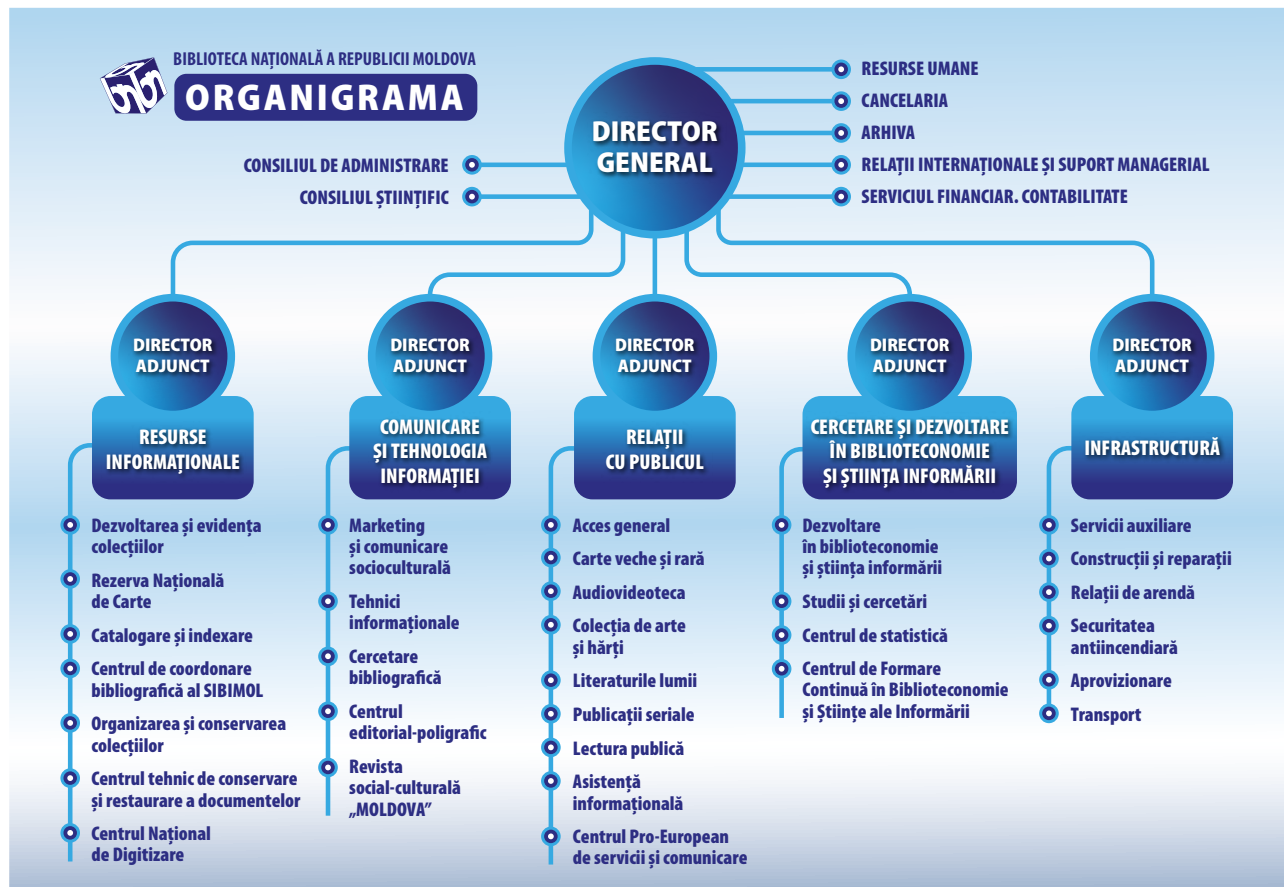 BIBLIOTECA NAȚIONALĂ A REPUBLICII MOLDOVA
ORGANIGRAMA
DIRECTOR
GENERAL
CONSILIUL DE ADMINISTRARE
CONSILIUL ȘTIINȚIFIC
RESURSE UMANE
CANCELARIA
ARHIVA
RELAȚII INTERNAȚIONALE ȘI SUPORT MANAGERIAL
SERVICIUL FINANCIAR. CONTABILITATE
DIRECTOR
ADJUNCT
RESURSE
INFORMAȚIONALE
Dezvoltarea și evidența
colecțiilor
Rezerva Națională
de Carte
Catalogare și indexare
Centrul de coordonare
bibliografică al SIBIMOL
Organizarea și conservarea
colecțiilor
Centrul tehnic de conservare
și restaurare a documentelor
Centrul Național
de Digitizare
DIRECTOR
ADJUNCT
COMUNICARE
ȘI TEHNOLOGIA
INFORMAȚIEI
Marketing
și comunicare
socioculturală
Tehnici
informaționale
Cercetare
bibliografică
Centrul
editorial-poligrafic
Revista
social-culturală
„MOLDOVA”
DIRECTOR
ADJUNCT
RELAȚII
CU PUBLICUL
Acces general
Carte veche și rară
Audiovideoteca
Colecția de arte
și hărți
Literaturile lumii
Publicații seriale
Lectura publică
Asistență
informațională
Centrul Pro-European
de servicii și comunicare
DIRECTOR
ADJUNCT
CERCETARE ȘI DEZVOLTARE
ÎN BIBLIOTECONOMIE
ȘI ȘTIINȚA INFORMĂRII
Dezvoltare
în biblioteconomie
și știința informării
Studii și cercetări
Centrul de statistică
Centrul de Formare
Continuă în Biblioteconomie
și Științe ale Informării
DIRECTOR
ADJUNCT
INFRASTRUCTURĂ
Servicii auxiliare
Construcții și reparații
Relații de arendă
Securitatea
antiincendiară
Aprovizionare
Transport